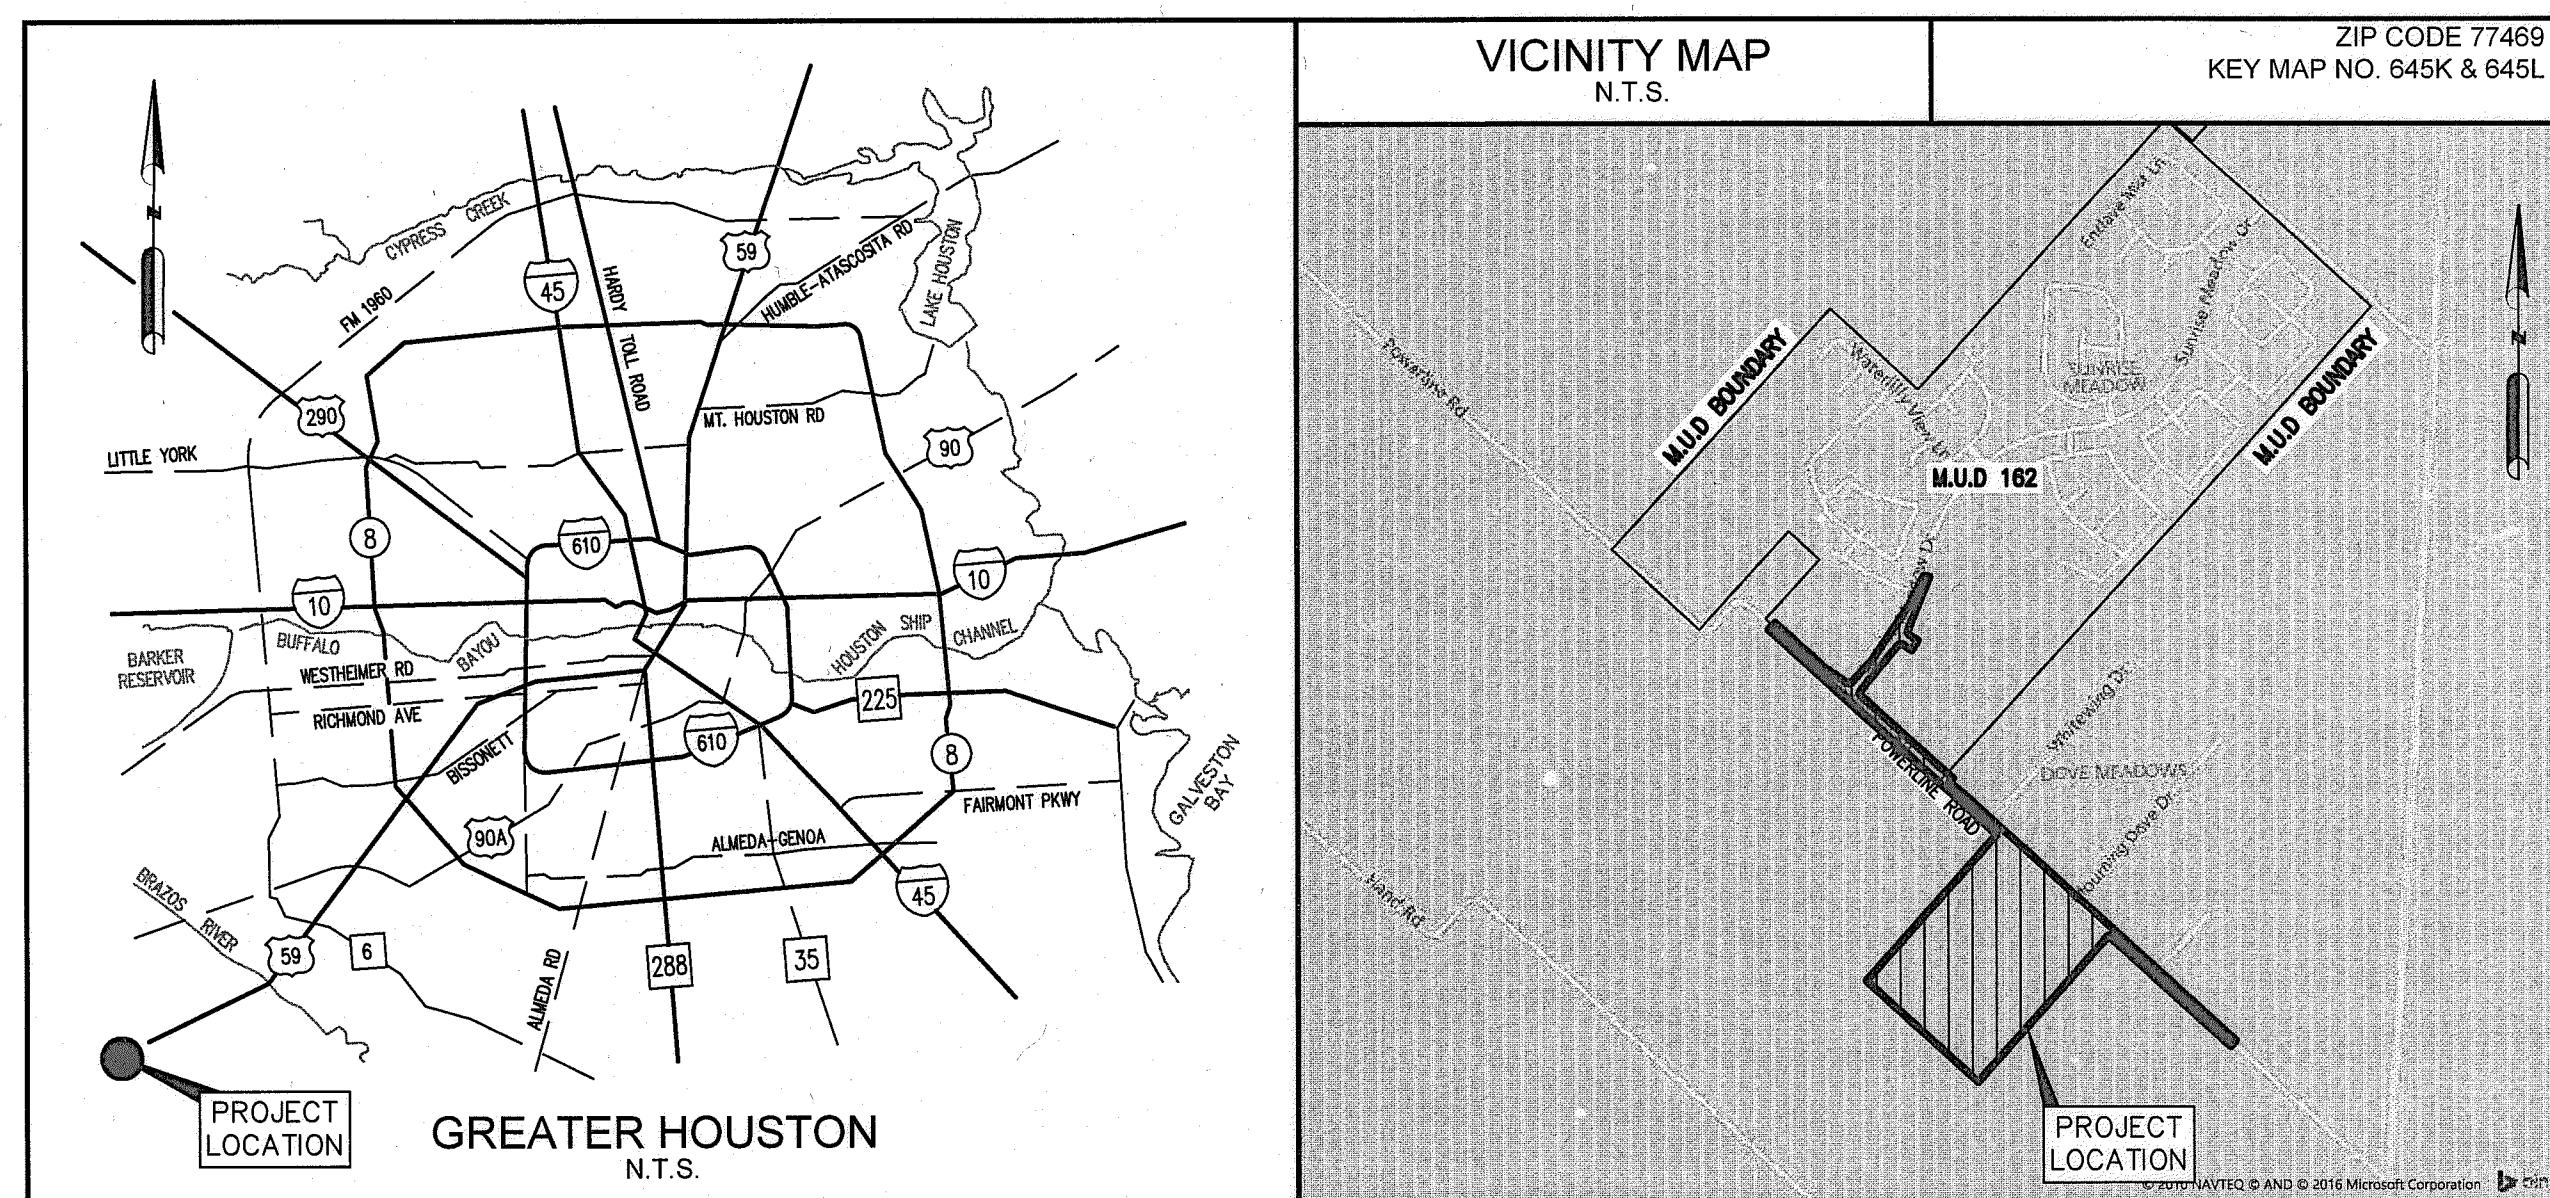 VICINITY MAP
N.T.S.
ZIP CODE 77469
KEY MAP NO. 645K & 645L
N
CYPRESS CREEK
FM 1960
45
HARDY
TOLL ROAD
59
HUMBLE-ATASCOSITA RD
LAKE HOUSTON
290
MT. HOUSTON RD
90
LITTLE YORK
8
610
10
10
BUFFALO
BAYOU
HOUSTON SHIP CHANNEL
BARKER
RESERVOIR
WESTHEIMER RD
RICHMOND AVE
225
610
8
BISSONETT
GALVESTON
BAY
FAIRMONT PKWY
90A
ALMEDA-GENOA
BRAZOS
RIVER
45
59
6
288
35
ALMEDA RD
PROJECT
LOCATION
GREATER HOUSTON
N.T.S.
Enclave Mist Ln
Sunrise Meadow Dr
N
Powerline Rd
M.U.D BOUNDARY
Waterlilly View Ln
SUNRISE
MEADOW
M.U.D BOUNDARY
M.U.D 162
Whitewing Dr
POWERLINE ROAD
DOVE MEADOWS
Mourning Dove Dr
Hand Rd
PROJECT
LOCATION
NAVTEQ © AND © 2016 Microsoft Corporation